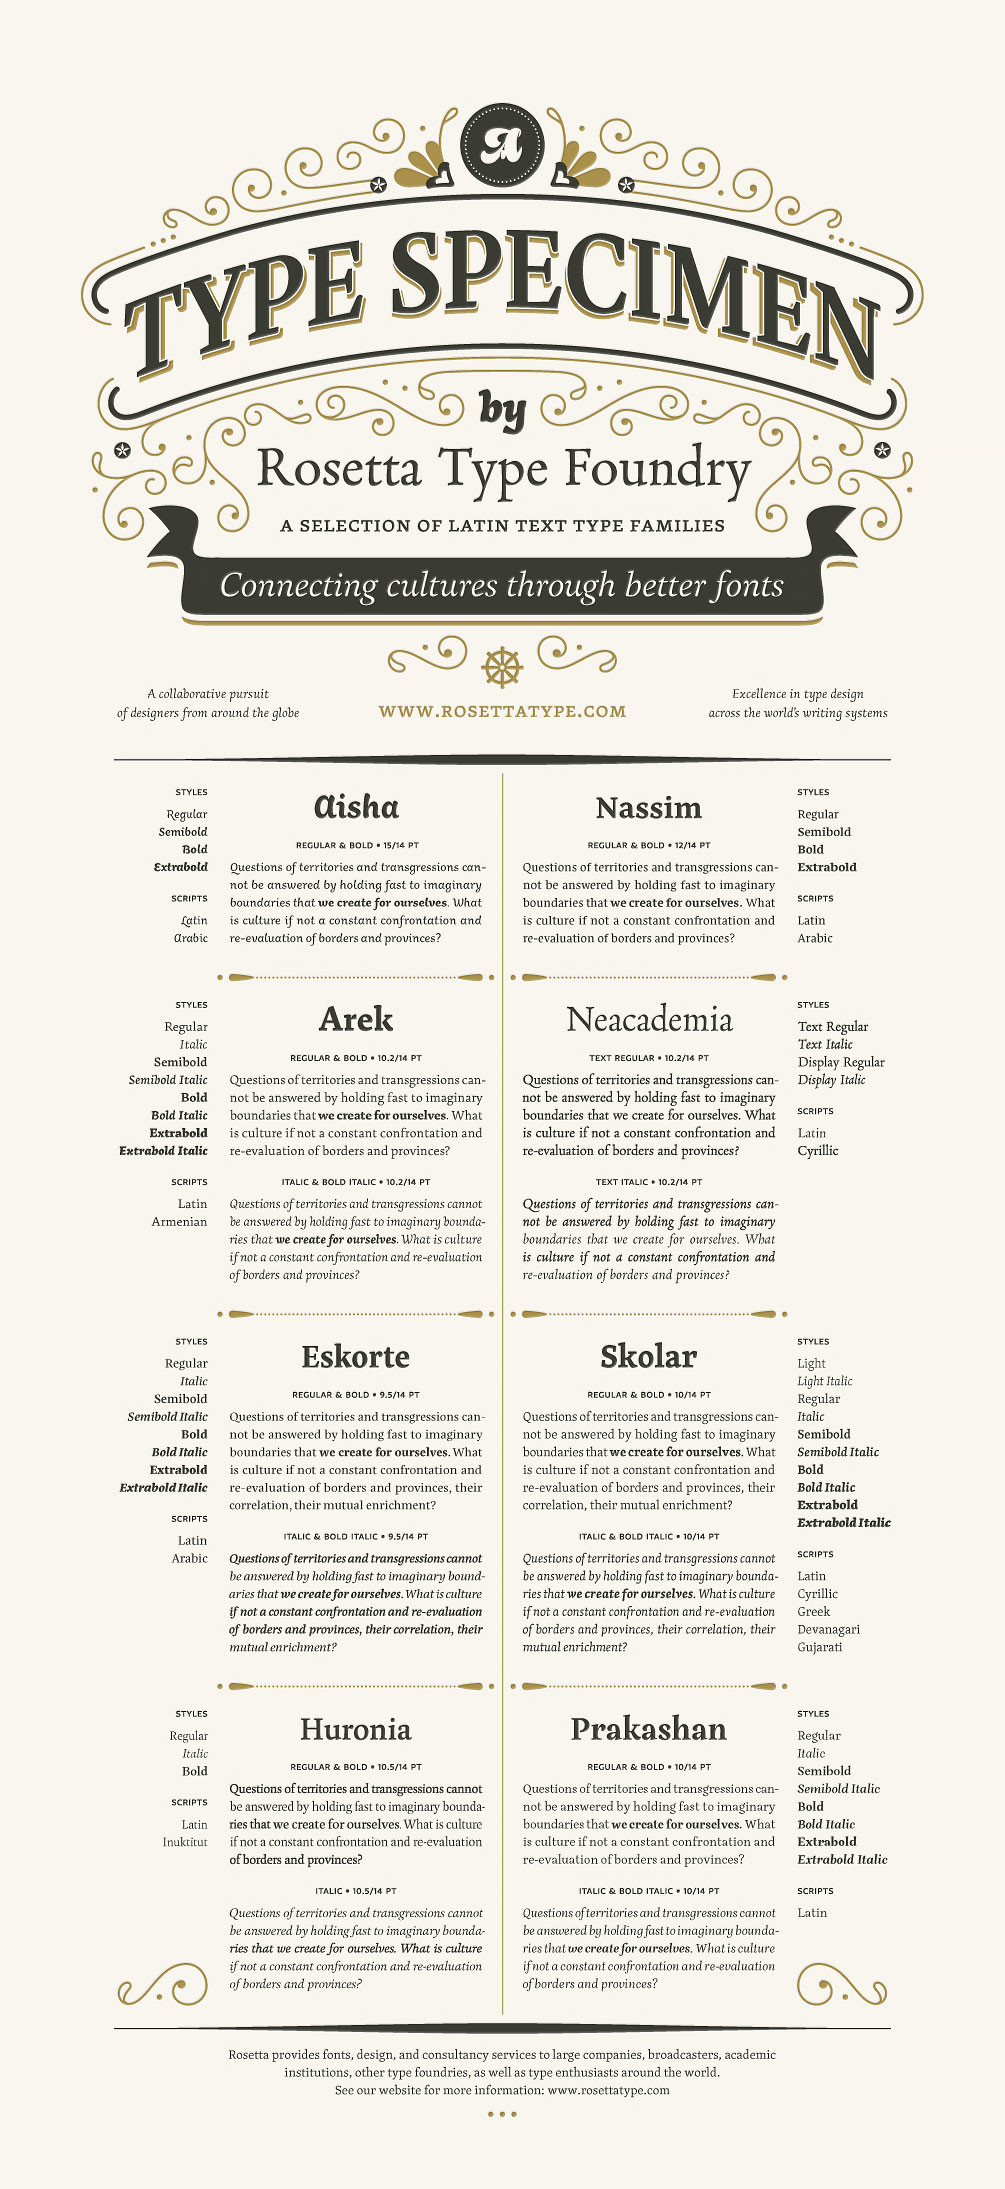 A
TYPE SPECIMEN
by
Rosetta Type Foundry
A SELECTION OF LATIN TEXT TYPE FAMILIES
Connecting cultures through better fonts
A collaborative pursuit
of designers from around the globe
WWW.ROSETTATYPE.COM
Excellence in type design
across the world's writing systems
STYLES
Regular
Semibold
Bold
Extrabold
SCRIPTS
Latin
Arabic
Aisha
REGULAR & BOLD • 15/14 PT
Questions of territories and transgressions can-
not be answered by holding fast to imaginary
boundaries that we create for ourselves. What
is culture if not a constant confrontation and
re-evaluation of borders and provinces?
Nassim
REGULAR & BOLD • 12/14 PT
Questions of territories and transgressions can-
not be answered by holding fast to imaginary
boundaries that we create for ourselves. What
is culture if not a constant confrontation and
re-evaluation of borders and provinces?
STYLES
Regular
Semibold
Bold
Extrabold
SCRIPTS
Latin
Arabic
STYLES
Regular
Italic
Semibold
Semibold Italic
Bold
Bold Italic
Extrabold
Extrabold Italic
SCRIPTS
Latin
Armenian
Arek
REGULAR & BOLD • 10.2/14 PT
Questions of territories and transgressions can-
not be answered by holding fast to imaginary
boundaries that we create for ourselves. What
is culture if not a constant confrontation and
re-evaluation of borders and provinces?
ITALIC & BOLD ITALIC • 10.2/14 PT
Questions of territories and transgressions cannot
be answered by holding fast to imaginary bounda-
ries that we create for ourselves. What is culture
if not a constant confrontation and re-evaluation
of borders and provinces?
Neacademia
TEXT REGULAR • 10.2/14 PT
Questions of territories and transgressions can-
not be answered by holding fast to imaginary
boundaries that we create for ourselves. What
is culture if not a constant confrontation and
re-evaluation of borders and provinces?
TEXT ITALIC • 10.2/14 PT
Questions of territories and transgressions can-
not be answered by holding fast to imaginary
boundaries that we create for ourselves. What
is culture if not a constant confrontation and
re-evaluation of borders and provinces?
STYLES
Text Regular
Text Italic
Display Regular
Display Italic
SCRIPTS
Latin
Cyrillic
STYLES
Regular
Italic
Semibold
Semibold Italic
Bold
Bold Italic
Extrabold
Extrabold Italic
SCRIPTS
Latin
Arabic
Eskorte
REGULAR & BOLD • 9.5/14 PT
Questions of territories and transgressions can-
not be answered by holding fast to imaginary
boundaries that we create for ourselves. What
is culture if not a constant confrontation and
re-evaluation of borders and provinces, their
correlation, their mutual enrichment?
ITALIC & BOLD ITALIC • 9.5/14 PT
Questions of territories and transgressions cannot
be answered by holding fast to imaginary bound-
aries that we create for ourselves. What is culture
if not a constant confrontation and re-evaluation
of borders and provinces, their correlation, their
mutual enrichment?
Skolar
REGULAR & BOLD • 10/14 PT
Questions of territories and transgressions can-
not be answered by holding fast to imaginary
boundaries that we create for ourselves. What
is culture if not a constant confrontation and
re-evaluation of borders and provinces, their
correlation, their mutual enrichment?
ITALIC & BOLD ITALIC • 10/14 PT
Questions of territories and transgressions cannot
be answered by holding fast to imaginary bounda-
ries that we create for ourselves. What is culture
if not a constant confrontation and re-evaluation
of borders and provinces, their correlation, their
mutual enrichment?
STYLES
Light
Light Italic
Regular
Italic
Semibold
Semibold Italic
Bold
Bold Italic
Extrabold
Extrabold Italic
SCRIPTS
Latin
Cyrillic
Greek
Devanagari
Gujarati
STYLES
Regular
Italic
Bold
SCRIPTS
Latin
Inuktitut
Huronia
REGULAR & BOLD • 10.5/14 PT
Questions of territories and transgressions cannot
be answered by holding fast to imaginary bounda-
ries that we create for ourselves. What is culture
if not a constant confrontation and re-evaluation
of borders and provinces?
ITALIC • 10.5/14 PT
Questions of territories and transgressions cannot
be answered by holding fast to imaginary bounda-
ries that we create for ourselves. What is culture
if not a constant confrontation and re-evaluation
of borders and provinces?
Prakashan
REGULAR & BOLD • 10/14 PT
Questions of territories and transgressions can-
not be answered by holding fast to imaginary
boundaries that we create for ourselves. What
is culture if not a constant confrontation and
re-evaluation of borders and provinces?
ITALIC & BOLD ITALIC • 10/14 PT
Questions of territories and transgressions cannot
be answered by holding fast to imaginary bounda-
ries that we create for ourselves. What is culture
if not a constant confrontation and re-evaluation
of borders and provinces?
STYLES
Regular
Italic
Semibold
Semibold Italic
Bold
Bold Italic
Extrabold
Extrabold Italic
SCRIPTS
Latin
Rosetta provides fonts, design, and consultancy services to large companies, broadcasters, academic
institutions, other type foundries, as well as type enthusiasts around the world.
See our website for more information: www.rosettatype.com